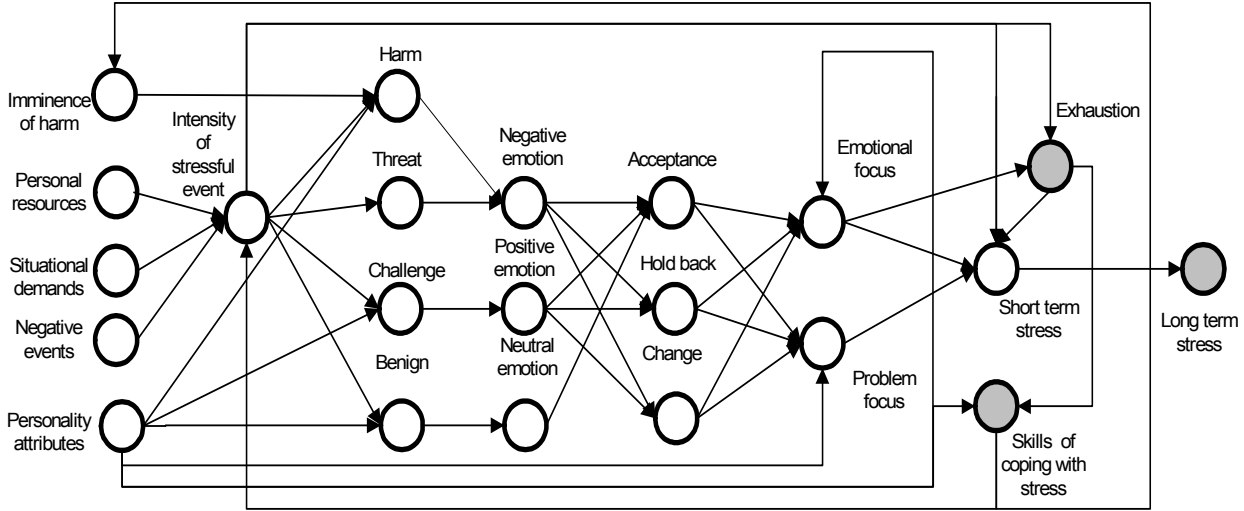 Imminence
of harm
Personal
resources
Situational
demands
Negative
events
Personality
attributes
Intensity
of
stressful
event
Harm
Threat
Challenge
Benign
Negative
emotion
Positive
emotion
Neutral
emotion
Acceptance
Hold back
Change
Emotional
focus
Problem
focus
Exhaustion
Short term
stress
Skills of
coping with
stress
Long term
stress